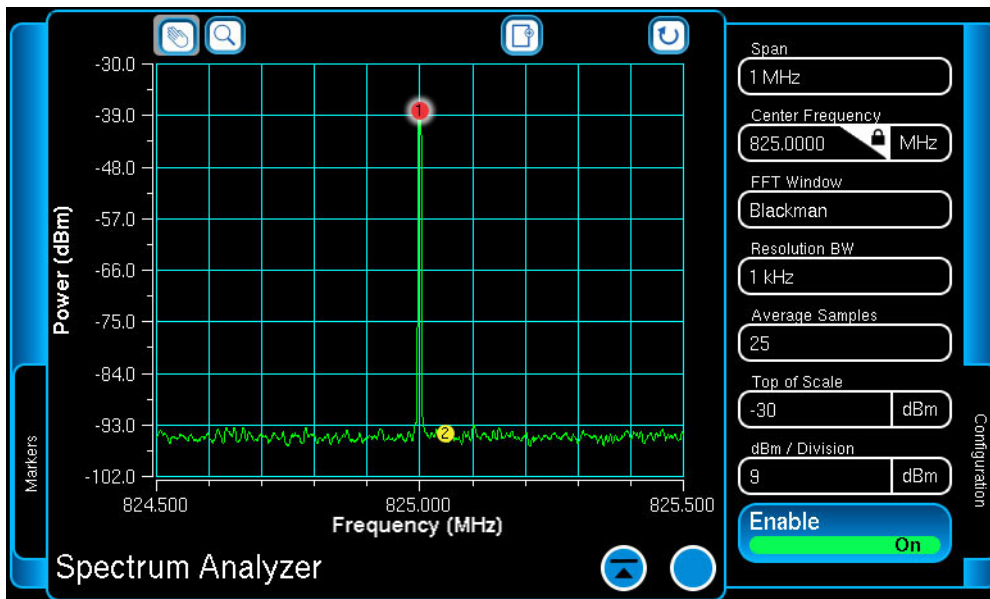 -30.0
-39.0
-48.0
-57.0
-66.0
-75.0
-84.0
-93.0
-102.0
Power (dBm)
1
2
824.500
825.000
825.500
Frequency (MHz)
Spectrum Analyzer
Markers
Span
1 MHz
Center Frequency
825.0000 MHz
FFT Window
Blackman
Resolution BW
1 kHz
Average Samples
25
Top of Scale
-30 dBm
dBm / Division
9 dBm
Enable
On
Configuration